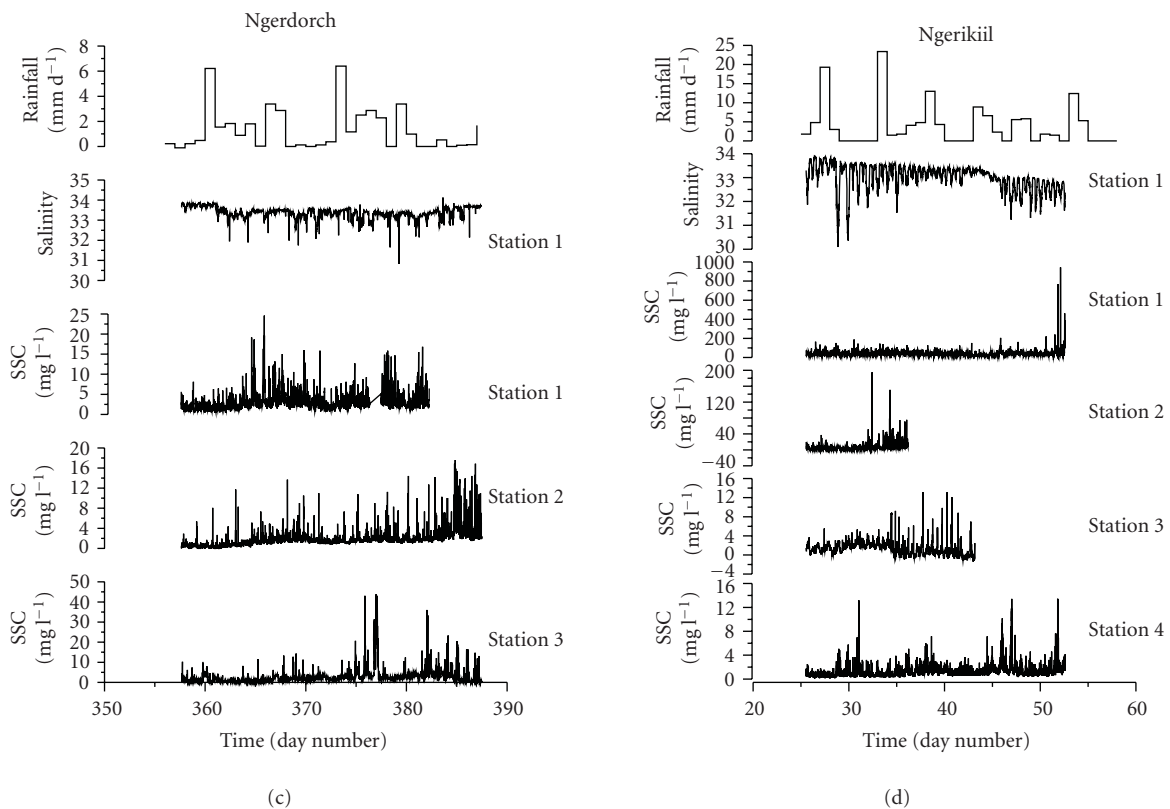 Ngerdorch
Rainfall
(mm d−1)
8
6
4
2
0
Salinity
35
34
33
32
31
30
Station 1
SSC
(mg l−1)
25
20
15
10
5
0
Station 1
SSC
(mg l−1)
20
16
12
8
4
0
Station 2
SSC
(mg l−1)
50
40
30
20
10
0
Station 3
350 360 370 380 390
Time (day number)
(c)
Ngerikiil
Rainfall
(mm d−1)
25
20
15
10
5
0
Salinity
34
33
32
31
30
Station 1
SSC
(mg l−1)
1000
800
600
400
200
0
Station 1
SSC
(mg l−1)
200
120
40
−40
Station 2
SSC
(mg l−1)
16
12
8
4
0
−4
Station 3
SSC
(mg l−1)
16
12
8
4
0
Station 4
20 30 40 50 60
Time (day number)
(d)